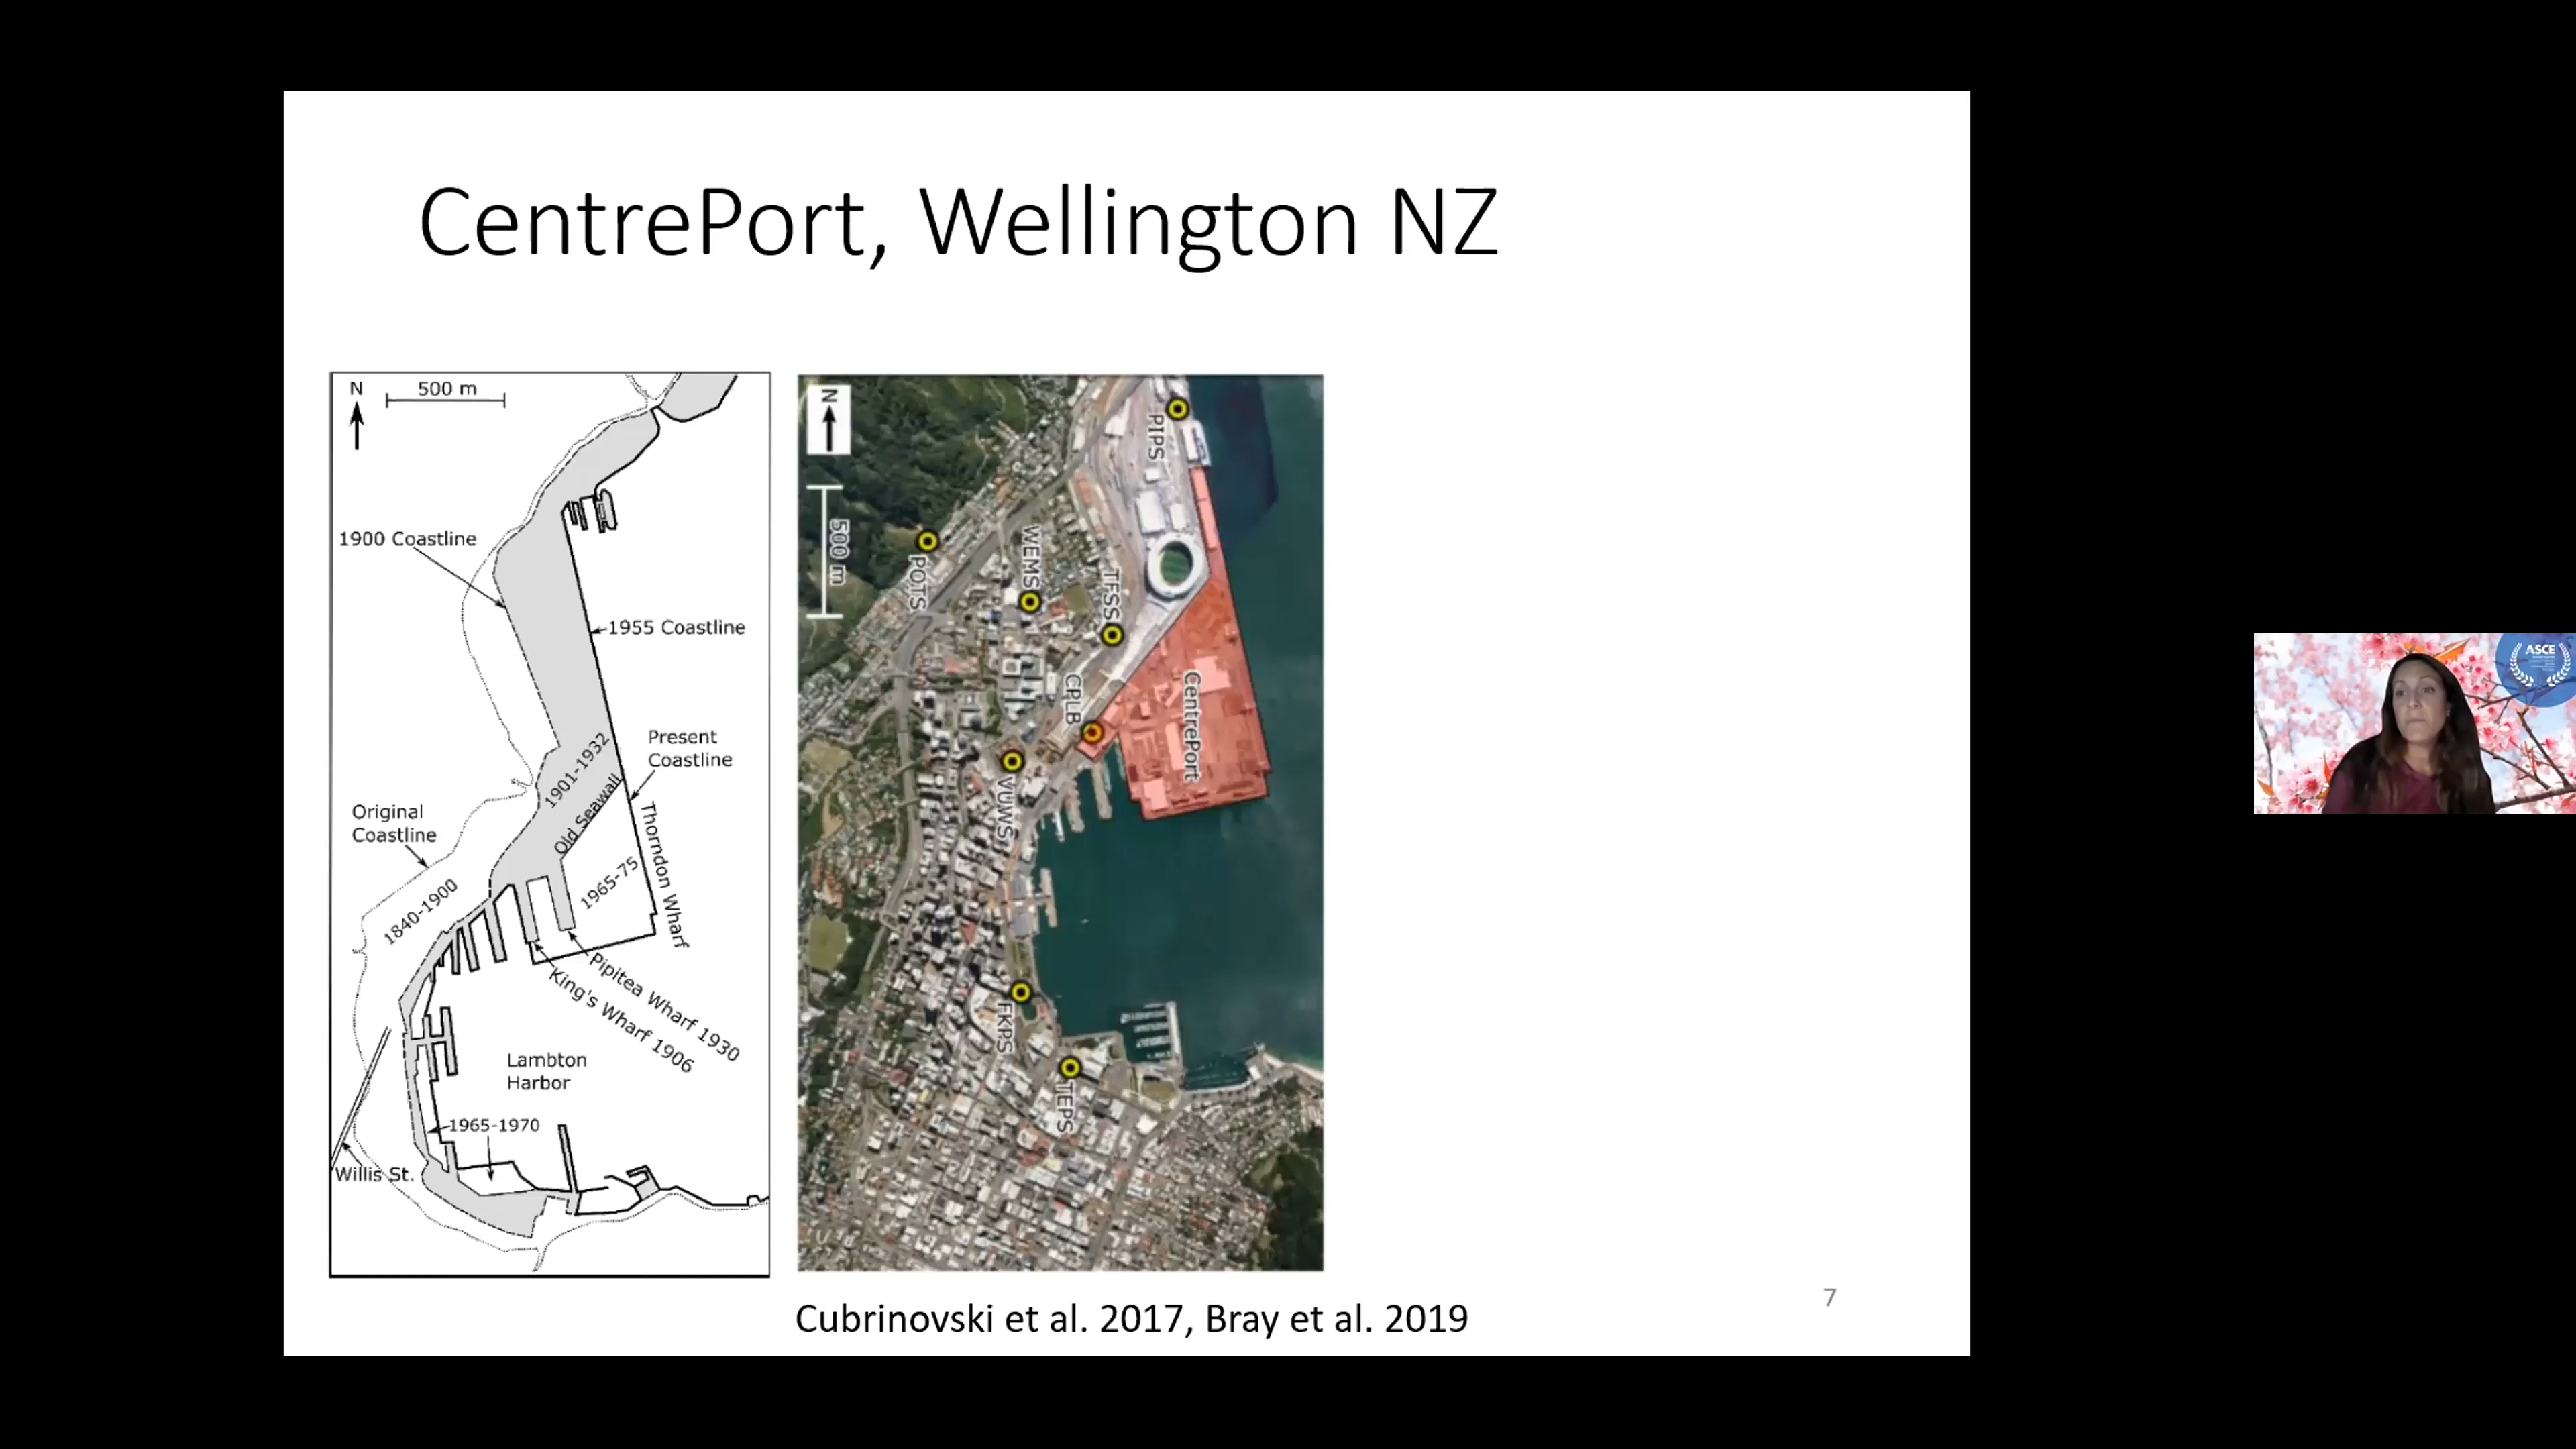 CentrePort, Wellington NZ
N
500 m
1900 Coastline
1955 Coastline
Present
Coastline
1901-1932
Old Seawall
Thorndon Wharf
Original
Coastline
1965-75
1840-1900
Pipitea Wharf 1930
King's Wharf 1906
Lambton
Harbor
1965-1970
Willis St.
N
500 m
PIPS
POTS
WEMS
TFSS
CPLB
CentrePort
VUWS
FKPS
TEPS
Cubrinovski et al. 2017, Bray et al. 2019
7
ASCE